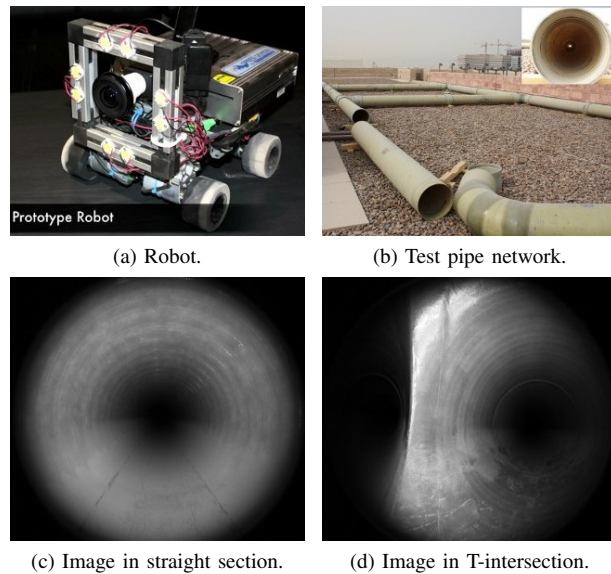 Prototype Robot
(a) Robot.
(b) Test pipe network.
(c) Image in straight section.
(d) Image in T-intersection.